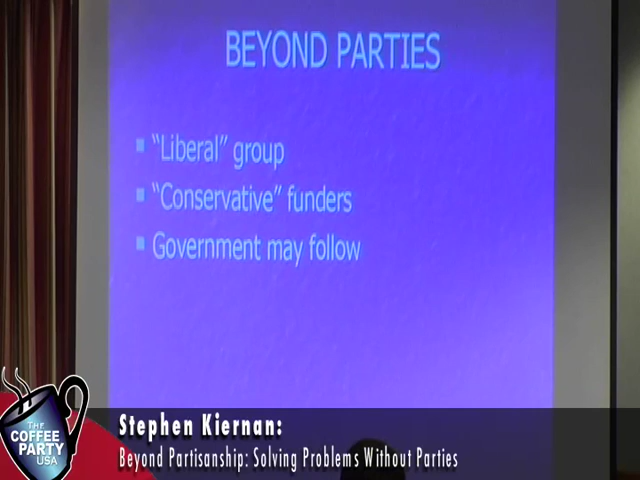 BEYOND PARTIES
"Liberal" group
"Conservative" funders
Government may follow
Stephen Kiernan:
Beyond Partisanship: Solving Problems Without Parties
THE
COFFEE
PARTY
USA